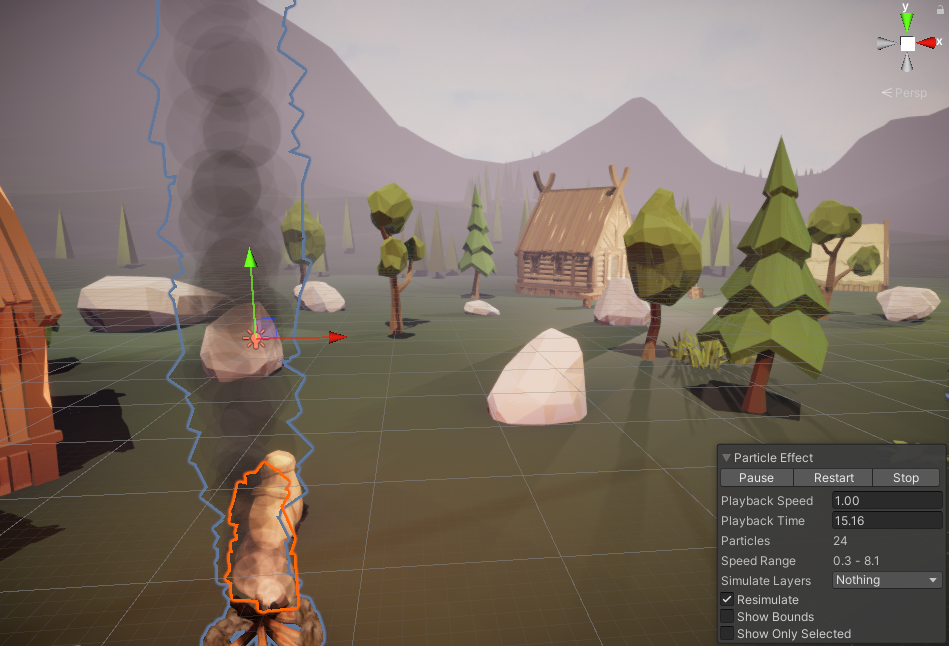 y
x
Persp
Particle Effect
Pause Restart Stop
Playback Speed 1.00
Playback Time 15.16
Particles 24
Speed Range 0.3 - 8.1
Simulate Layers Nothing
Resimulate
Show Bounds
Show Only Selected